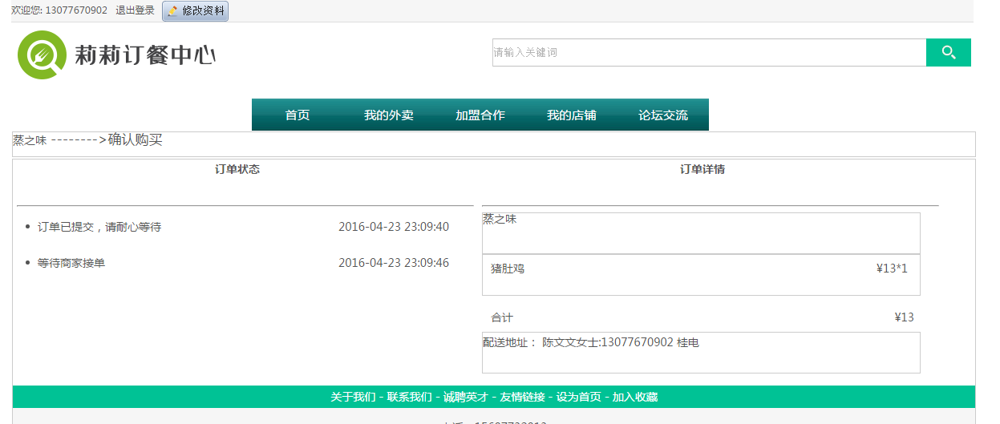 欢迎您: 13077670902 退出登录 修改资料
莉莉订餐中心
请输入关键词
首页 我的外卖 加盟合作 我的店铺 论坛交流
蒸之味 -------->确认购买
订单状态 订单详情
订单已提交，请耐心等待 2016-04-23 23:09:40
蒸之味
等待商家接单 2016-04-23 23:09:46
猪肚鸡 ¥13*1
合计 ¥13
配送地址： 陈文文女士:13077670902 桂电
关于我们 - 联系我们 - 诚聘英才 - 友情链接 - 设为首页 - 加入收藏